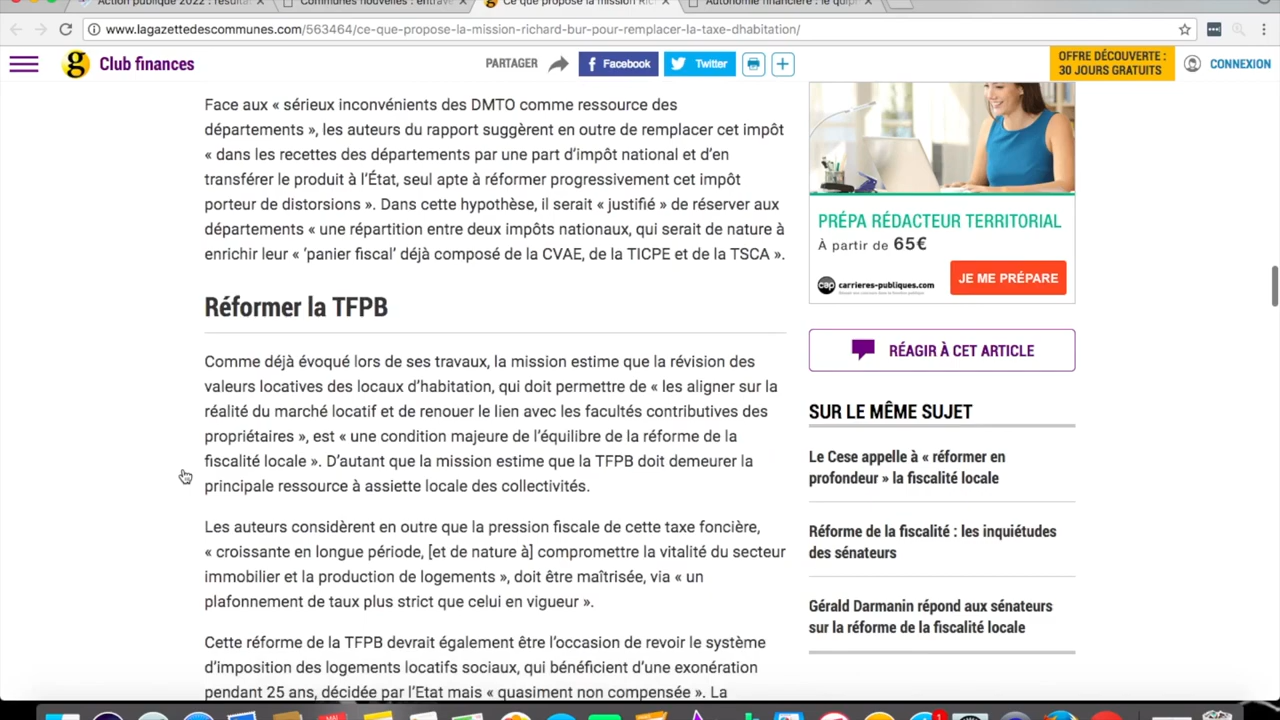 Action publique 2022 : résultat
Communes nouvelles : entrave
Ce que propose la mission Ric
Autonomie financière : le quip
www.lagazettedescommunes.com/563464/ce-que-propose-la-mission-richard-bur-pour-remplacer-la-taxe-dhabitation/
g Club finances
PARTAGER
Facebook
Twitter
OFFRE DÉCOUVERTE :
30 JOURS GRATUITS
CONNEXION
Face aux « sérieux inconvénients des DMTO comme ressource des
départements », les auteurs du rapport suggèrent en outre de remplacer cet impôt
« dans les recettes des départements par une part d'impôt national et d'en
transférer le produit à l'État, seul apte à réformer progressivement cet impôt
porteur de distorsions ». Dans cette hypothèse, il serait « justifié » de réserver aux
départements « une répartition entre deux impôts nationaux, qui serait de nature à
enrichir leur « 'panier fiscal' déjà composé de la CVAE, de la TICPE et de la TSCA ».
Réformer la TFPB
Comme déjà évoqué lors de ses travaux, la mission estime que la révision des
valeurs locatives des locaux d'habitation, qui doit permettre de « les aligner sur la
réalité du marché locatif et de renouer le lien avec les facultés contributives des
propriétaires », est « une condition majeure de l'équilibre de la réforme de la
fiscalité locale ». D'autant que la mission estime que la TFPB doit demeurer la
principale ressource à assiette locale des collectivités.
Les auteurs considèrent en outre que la pression fiscale de cette taxe foncière,
« croissante en longue période, [et de nature à] compromettre la vitalité du secteur
immobilier et la production de logements », doit être maîtrisée, via « un
plafonnement de taux plus strict que celui en vigueur ».
Cette réforme de la TFPB devrait également être l'occasion de revoir le système
d'imposition des logements locatifs sociaux, qui bénéficient d'une exonération
pendant 25 ans, décidée par l'Etat mais « quasiment non compensée ». La
PRÉPA RÉDACTEUR TERRITORIAL
À partir de 65€
cap carrieres-publiques.com
JE ME PRÉPARE
RÉAGIR À CET ARTICLE
SUR LE MÊME SUJET
Le Cese appelle à « réformer en
profondeur » la fiscalité locale
Réforme de la fiscalité : les inquiétudes
des sénateurs
Gérald Darmanin répond aux sénateurs
sur la réforme de la fiscalité locale
MAI
1